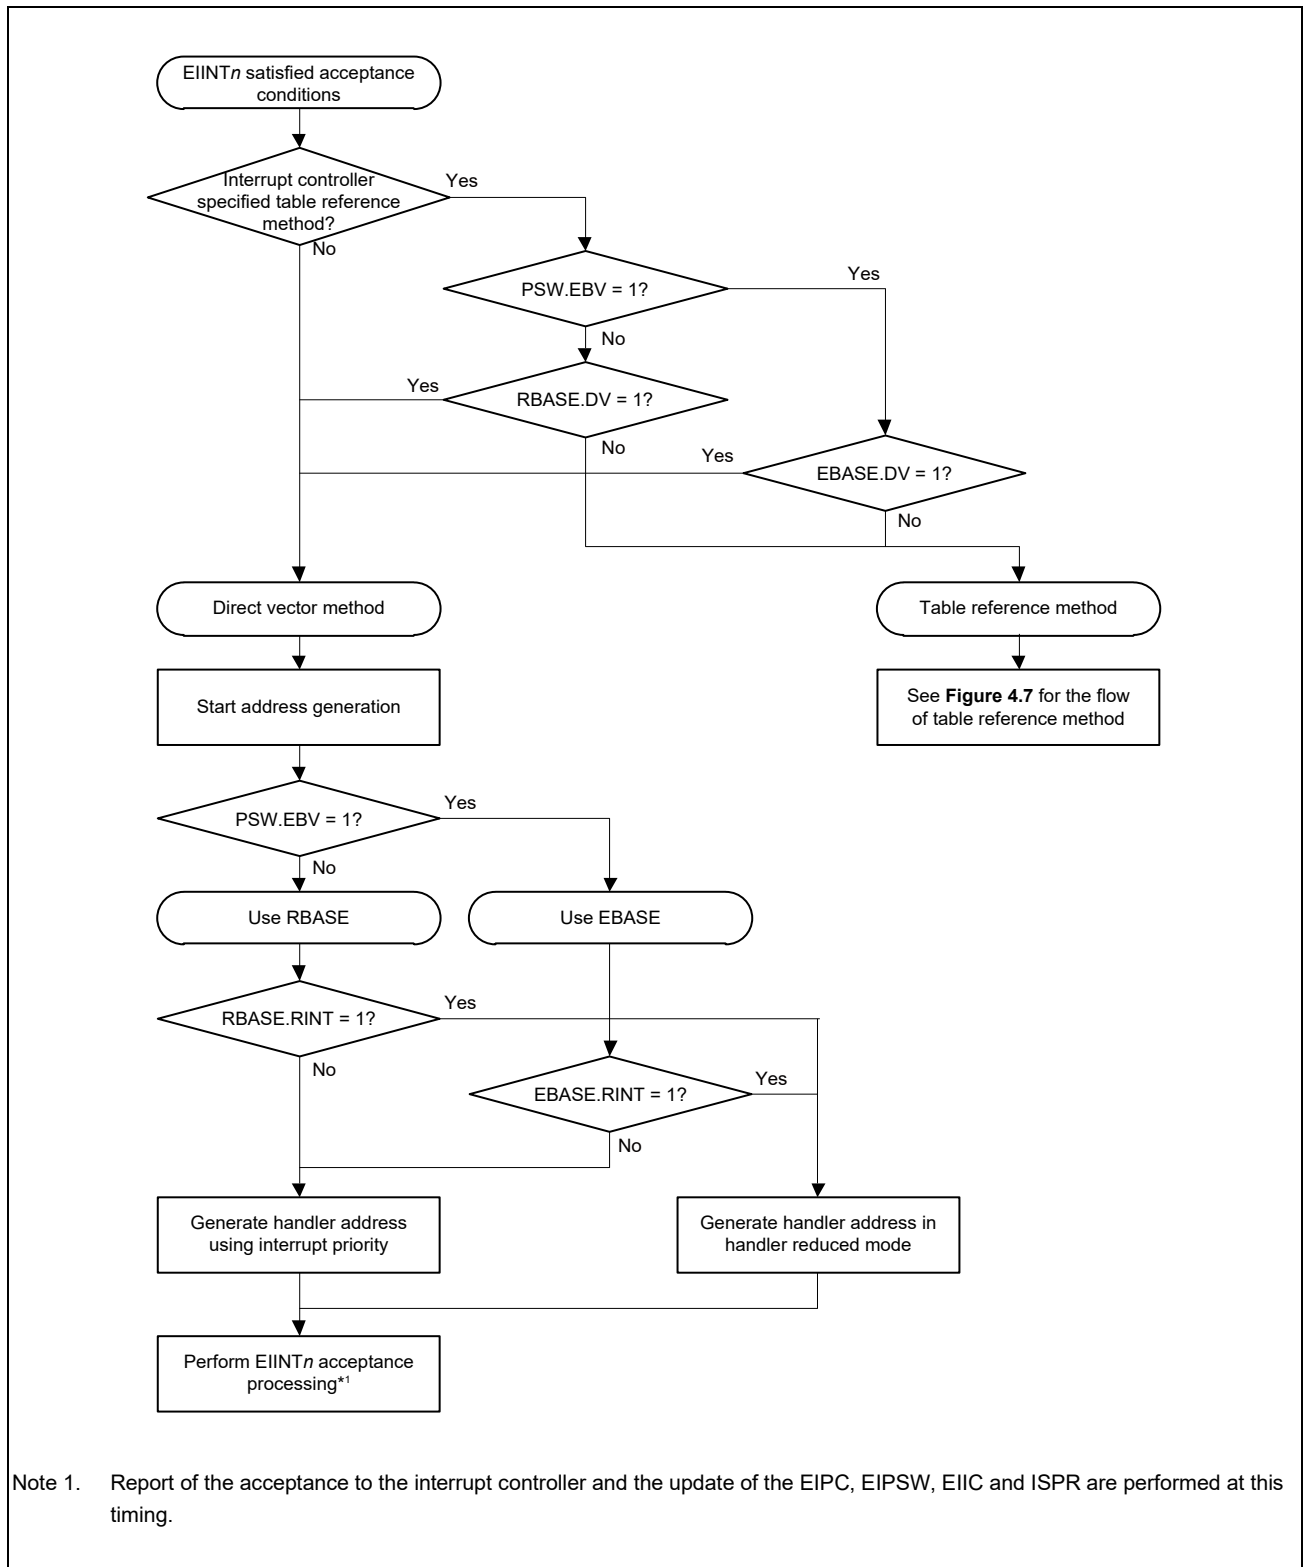 EIINTn satisfied acceptance
conditions
Interrupt controller
specified table reference
method?
Yes
No
PSW.EBV = 1?
Yes
No
RBASE.DV = 1?
Yes
No
EBASE.DV = 1?
Yes
No
Direct vector method
Table reference method
Start address generation
See Figure 4.7 for the flow
of table reference method
PSW.EBV = 1?
Yes
No
Use RBASE
Use EBASE
RBASE.RINT = 1?
Yes
No
EBASE.RINT = 1?
Yes
No
Generate handler address
using interrupt priority
Generate handler address in
handler reduced mode
Perform EIINTn acceptance
processing*1
Note 1. Report of the acceptance to the interrupt controller and the update of the EIPC, EIPSW, EIIC and ISPR are performed at this
timing.